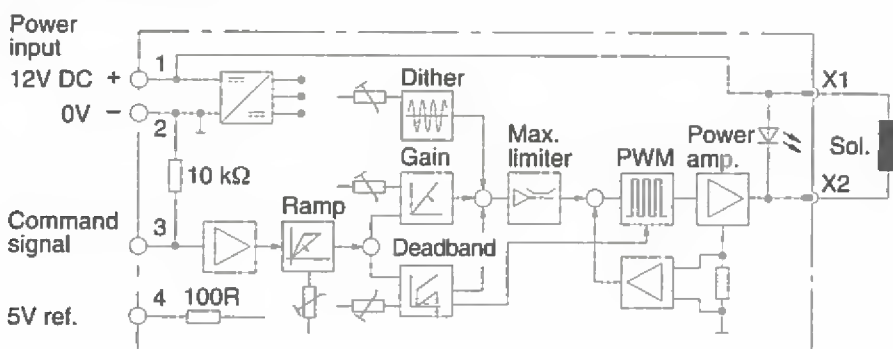 Power
input
12V DC +
1
0V −
2
10 kΩ
Command
signal
3
4
5V ref.
100R
Ramp
Dither
Gain
Deadband
Max.
limiter
PWM
Power
amp.
X1
Sol.
X2